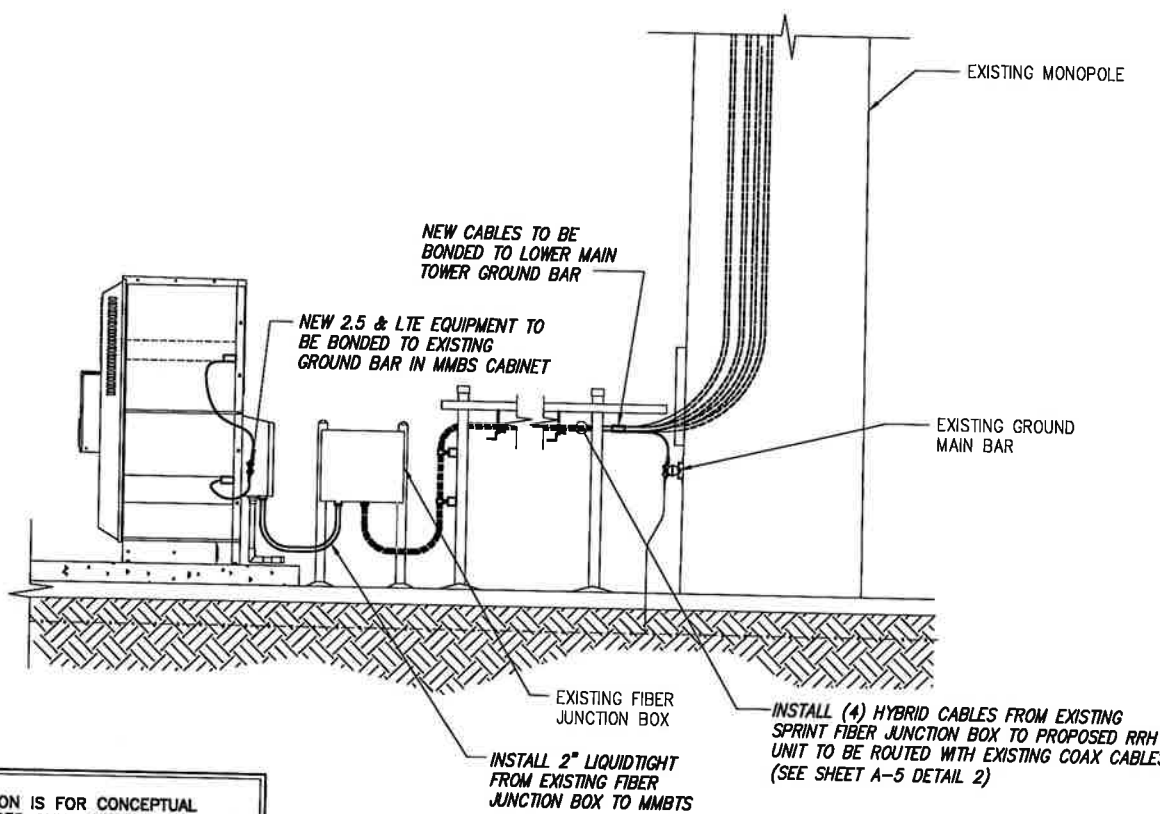 EXISTING MONOPOLE
NEW CABLES TO BE
BONDED TO LOWER MAIN
TOWER GROUND BAR
NEW 2.5 & LTE EQUIPMENT TO
BE BONDED TO EXISTING
GROUND BAR IN MMBS CABINET
EXISTING GROUND
MAIN BAR
EXISTING FIBER
JUNCTION BOX
INSTALL (4) HYBRID CABLES FROM EXISTING
SPRINT FIBER JUNCTION BOX TO PROPOSED RRH
UNIT TO BE ROUTED WITH EXISTING COAX CABLES
(SEE SHEET A-5 DETAIL 2)
INSTALL 2" LIQUIDTIGHT
FROM EXISTING FIBER
JUNCTION BOX TO MMBTS
IS FOR CONCEPTUAL